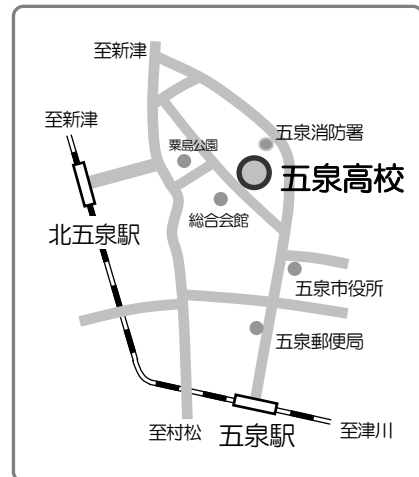 至新津
至新津
五泉消防署
粟島公園
五泉高校
総合会館
北五泉駅
五泉市役所
五泉郵便局
至村松
五泉駅
至津川